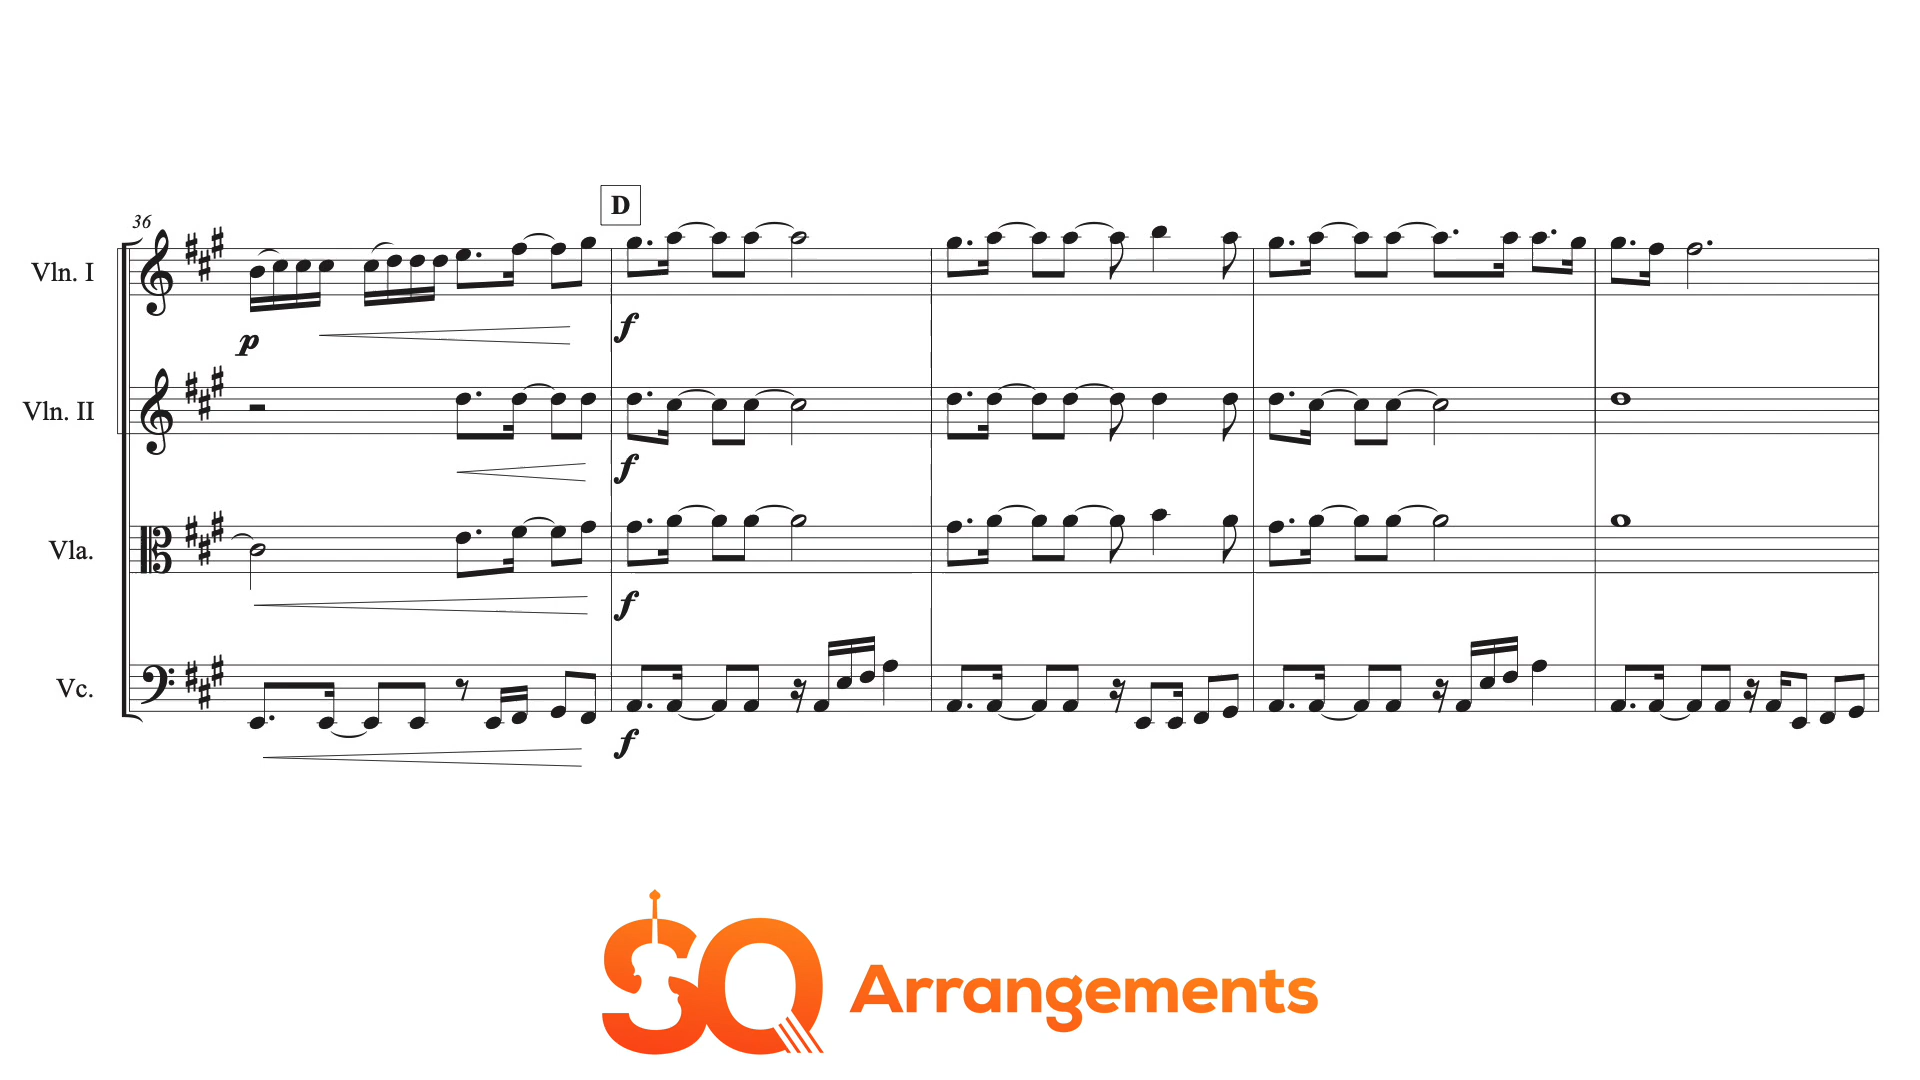 D
36
Vln. I
p
f
Vln. II
f
Vla.
f
Vc.
f
SQ Arrangements